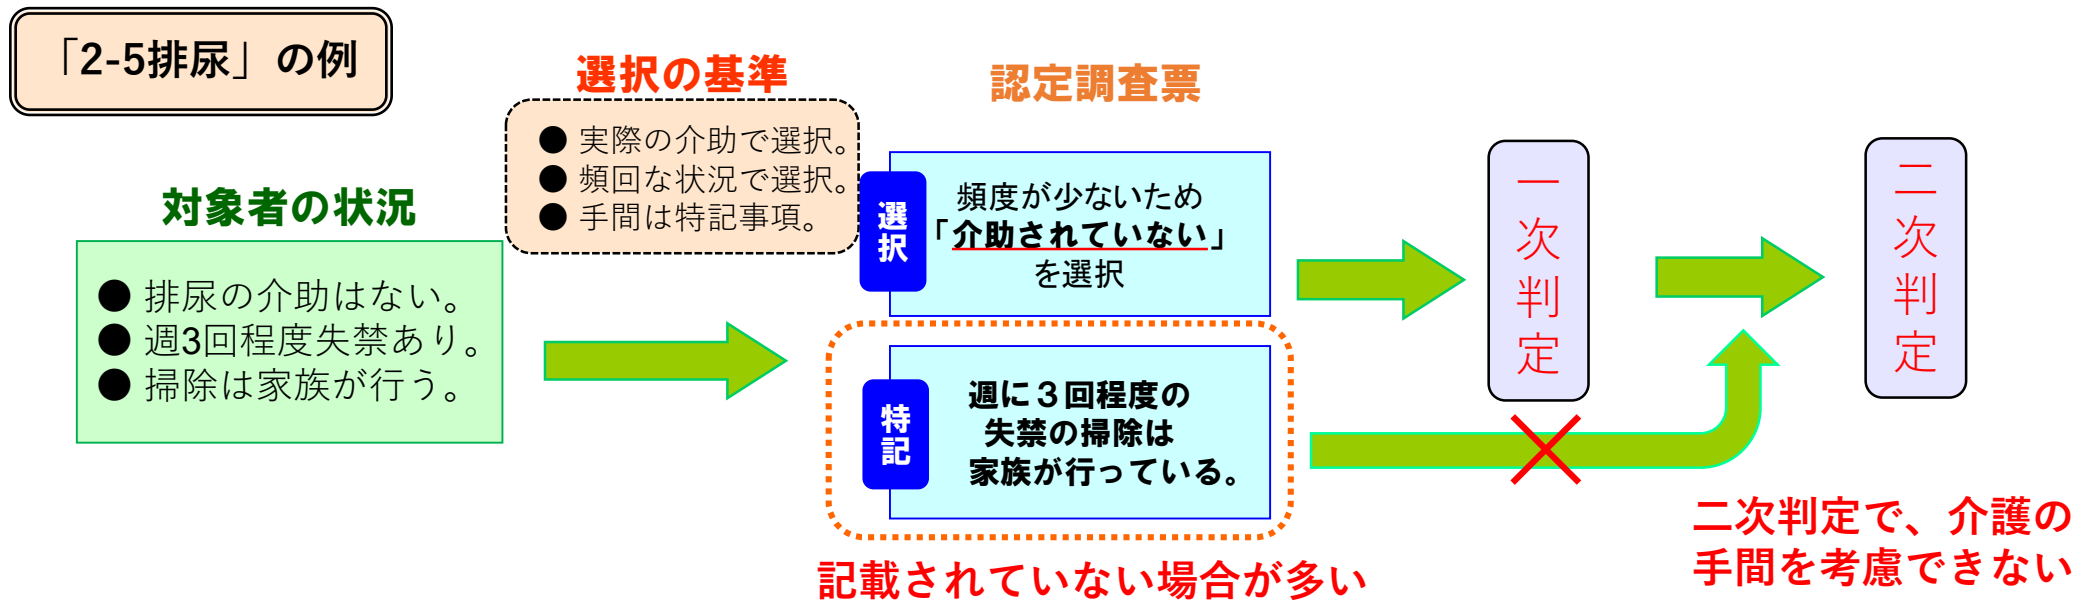 「2-5排尿」の例
選択の基準
● 実際の介助で選択。
● 頻回な状況で選択。
● 手間は特記事項。
対象者の状況
● 排尿の介助はない。
● 週3回程度失禁あり。
● 掃除は家族が行う。
認定調査票
選択
頻度が少ないため
「介助されていない」
を選択
特記
週に３回程度の
失禁の掃除は
家族が行っている。
記載されていない場合が多い
一次判定
二次判定
二次判定で、介護の
手間を考慮できない